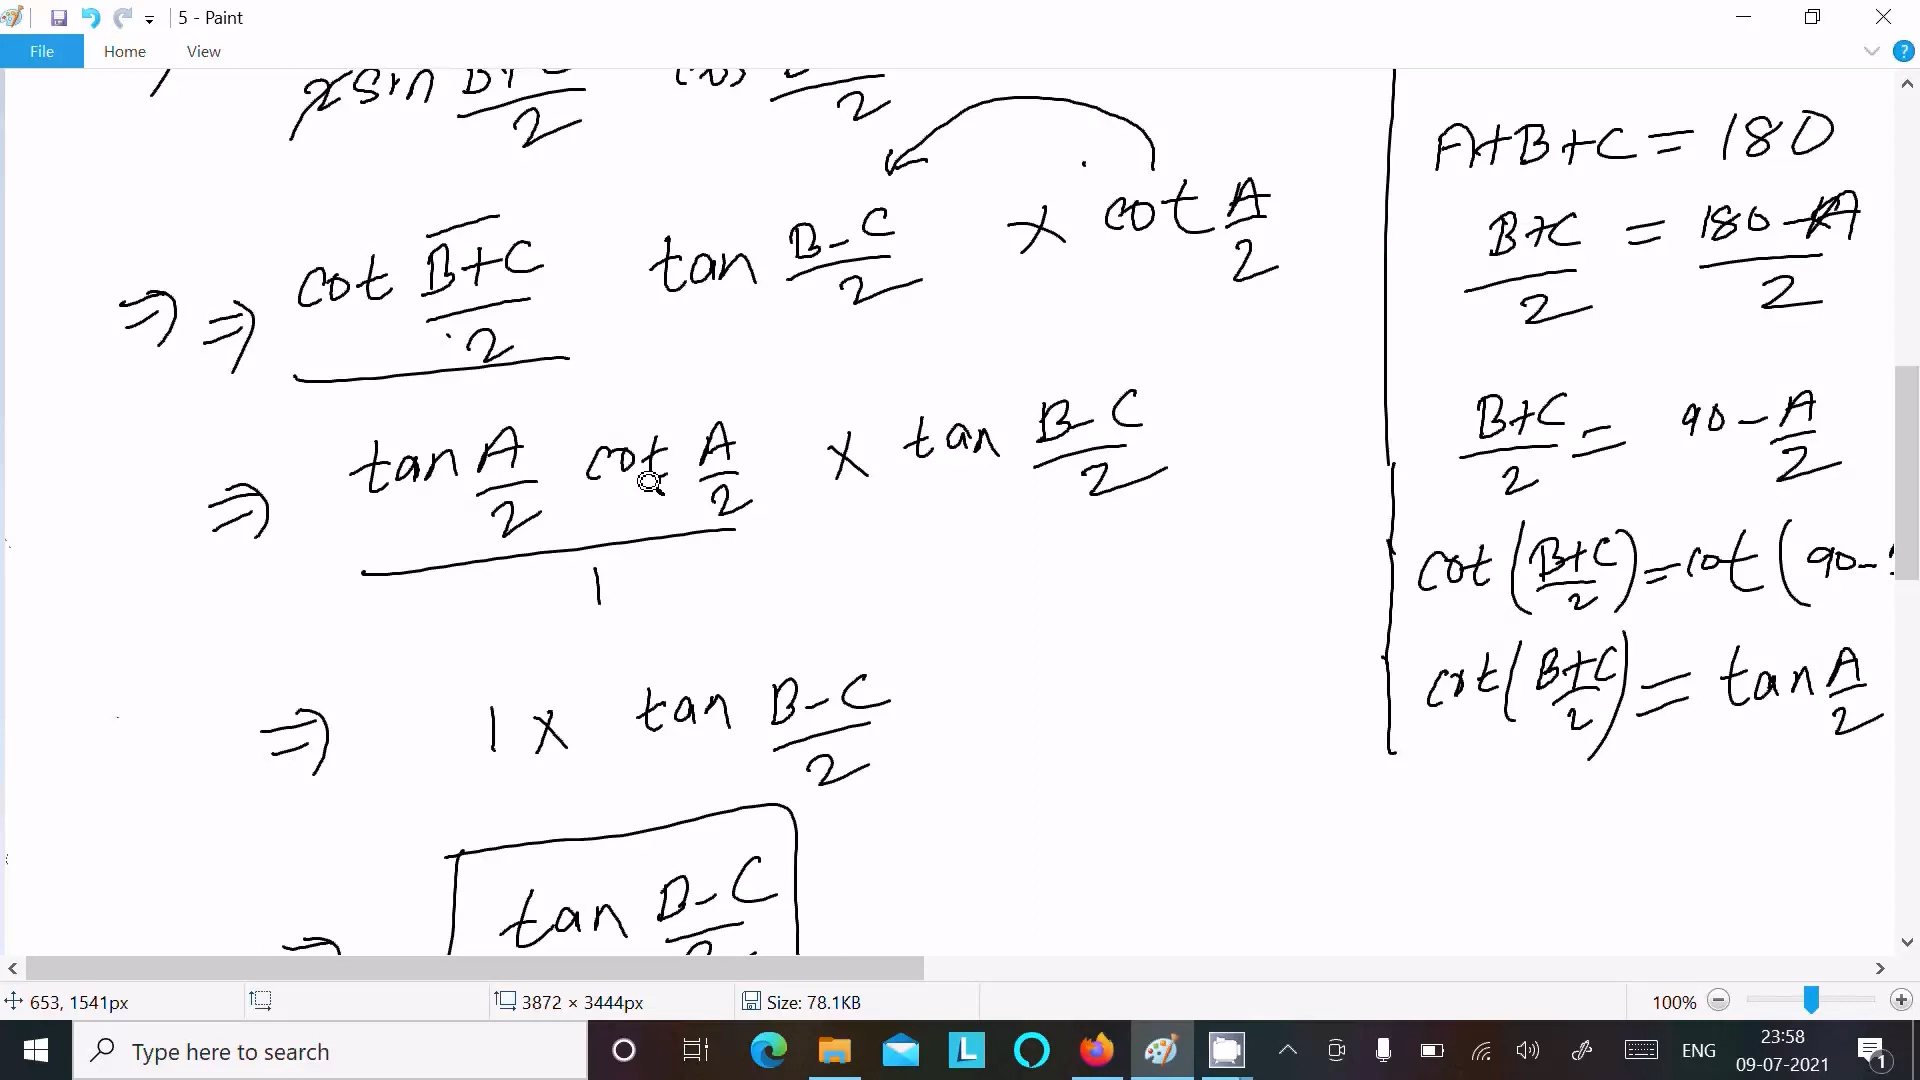 5 - Paint
File Home View
2 sin B+C/2 cos /2
⇒ ⇒ cot B+C/2 tan B-C/2 × cot A/2
⇒ tan A/2 cot A/2 × tan B-C/2
1
⇒ 1 × tan B-C/2
⇒ tan B-C/2
A+B+C = 180
B+C/2 = 180-A/2
B+C/2 = 90 - A/2
cot (B+C/2) = cot (90-
cot (B+C/2) = tan A/2
653, 1541px 3872 × 3444px Size: 78.1KB 100%
Type here to search
L
ENG
23:58
09-07-2021
1